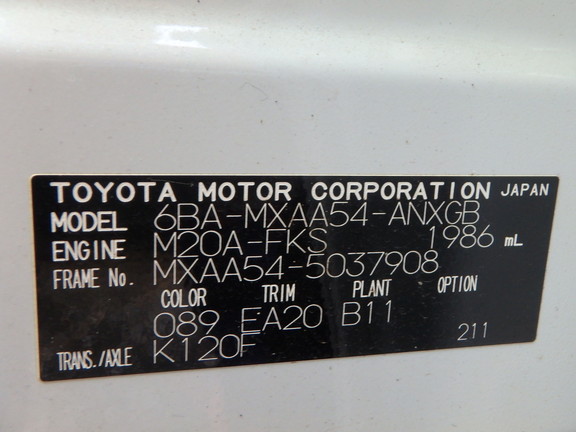 TOYOTA MOTOR CORPORATION JAPAN
MODEL 6BA-MXAA54-ANXGB
ENGINE M20A-FKS 1986 mL
FRAME No. MXAA54-5037908
COLOR TRIM PLANT OPTION
089 EA20 B11
211
TRANS./AXLE K120F